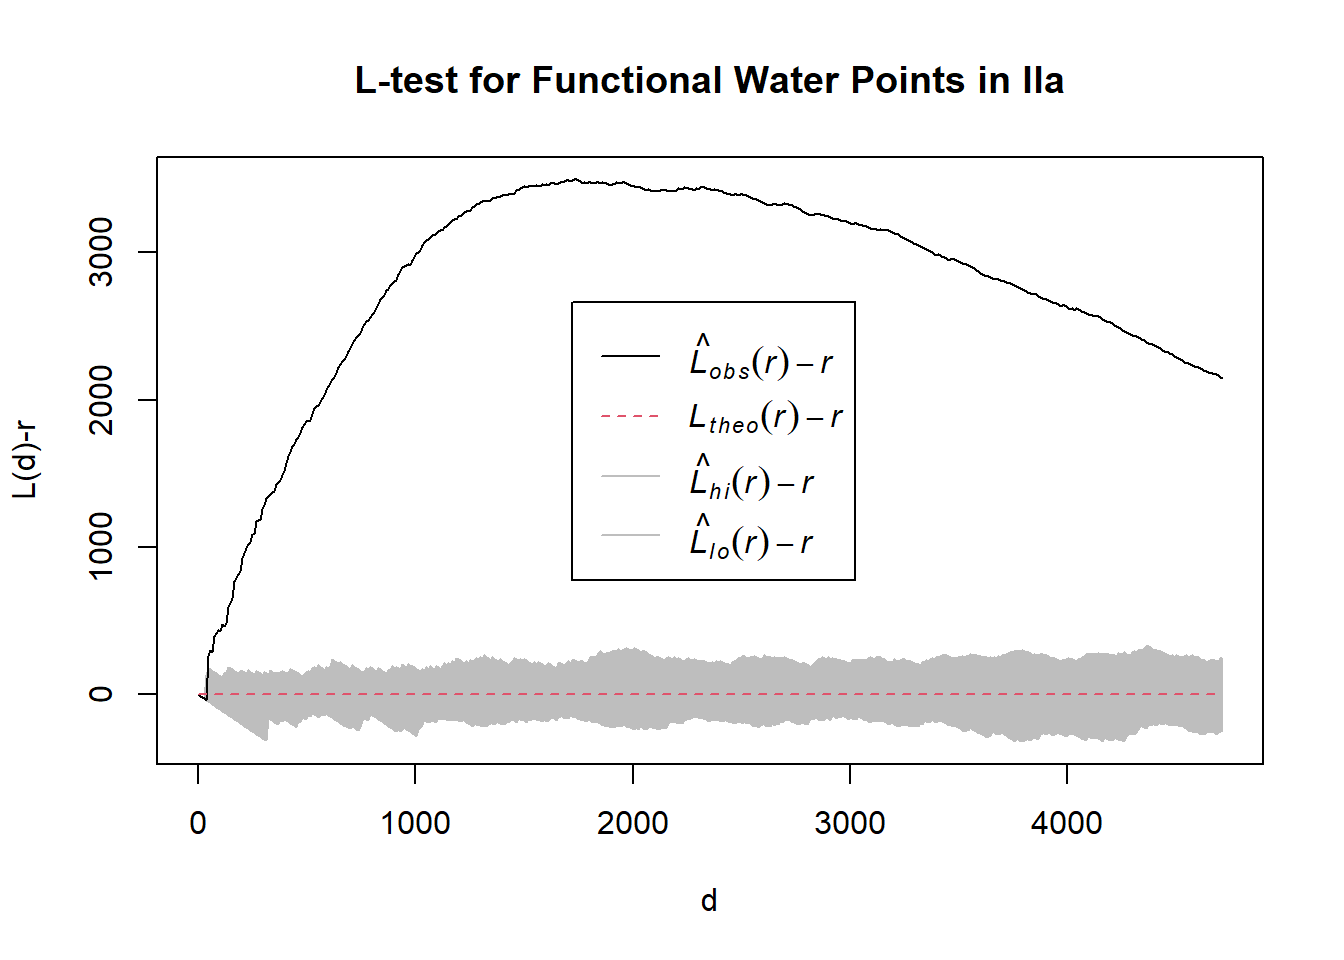 L-test for Functional Water Points in Ila
L(d)-r
3000
2000
1000
0
L̂obs(r) − r
Ltheo(r) − r
L̂hi(r) − r
L̂lo(r) − r
0 1000 2000 3000 4000
d